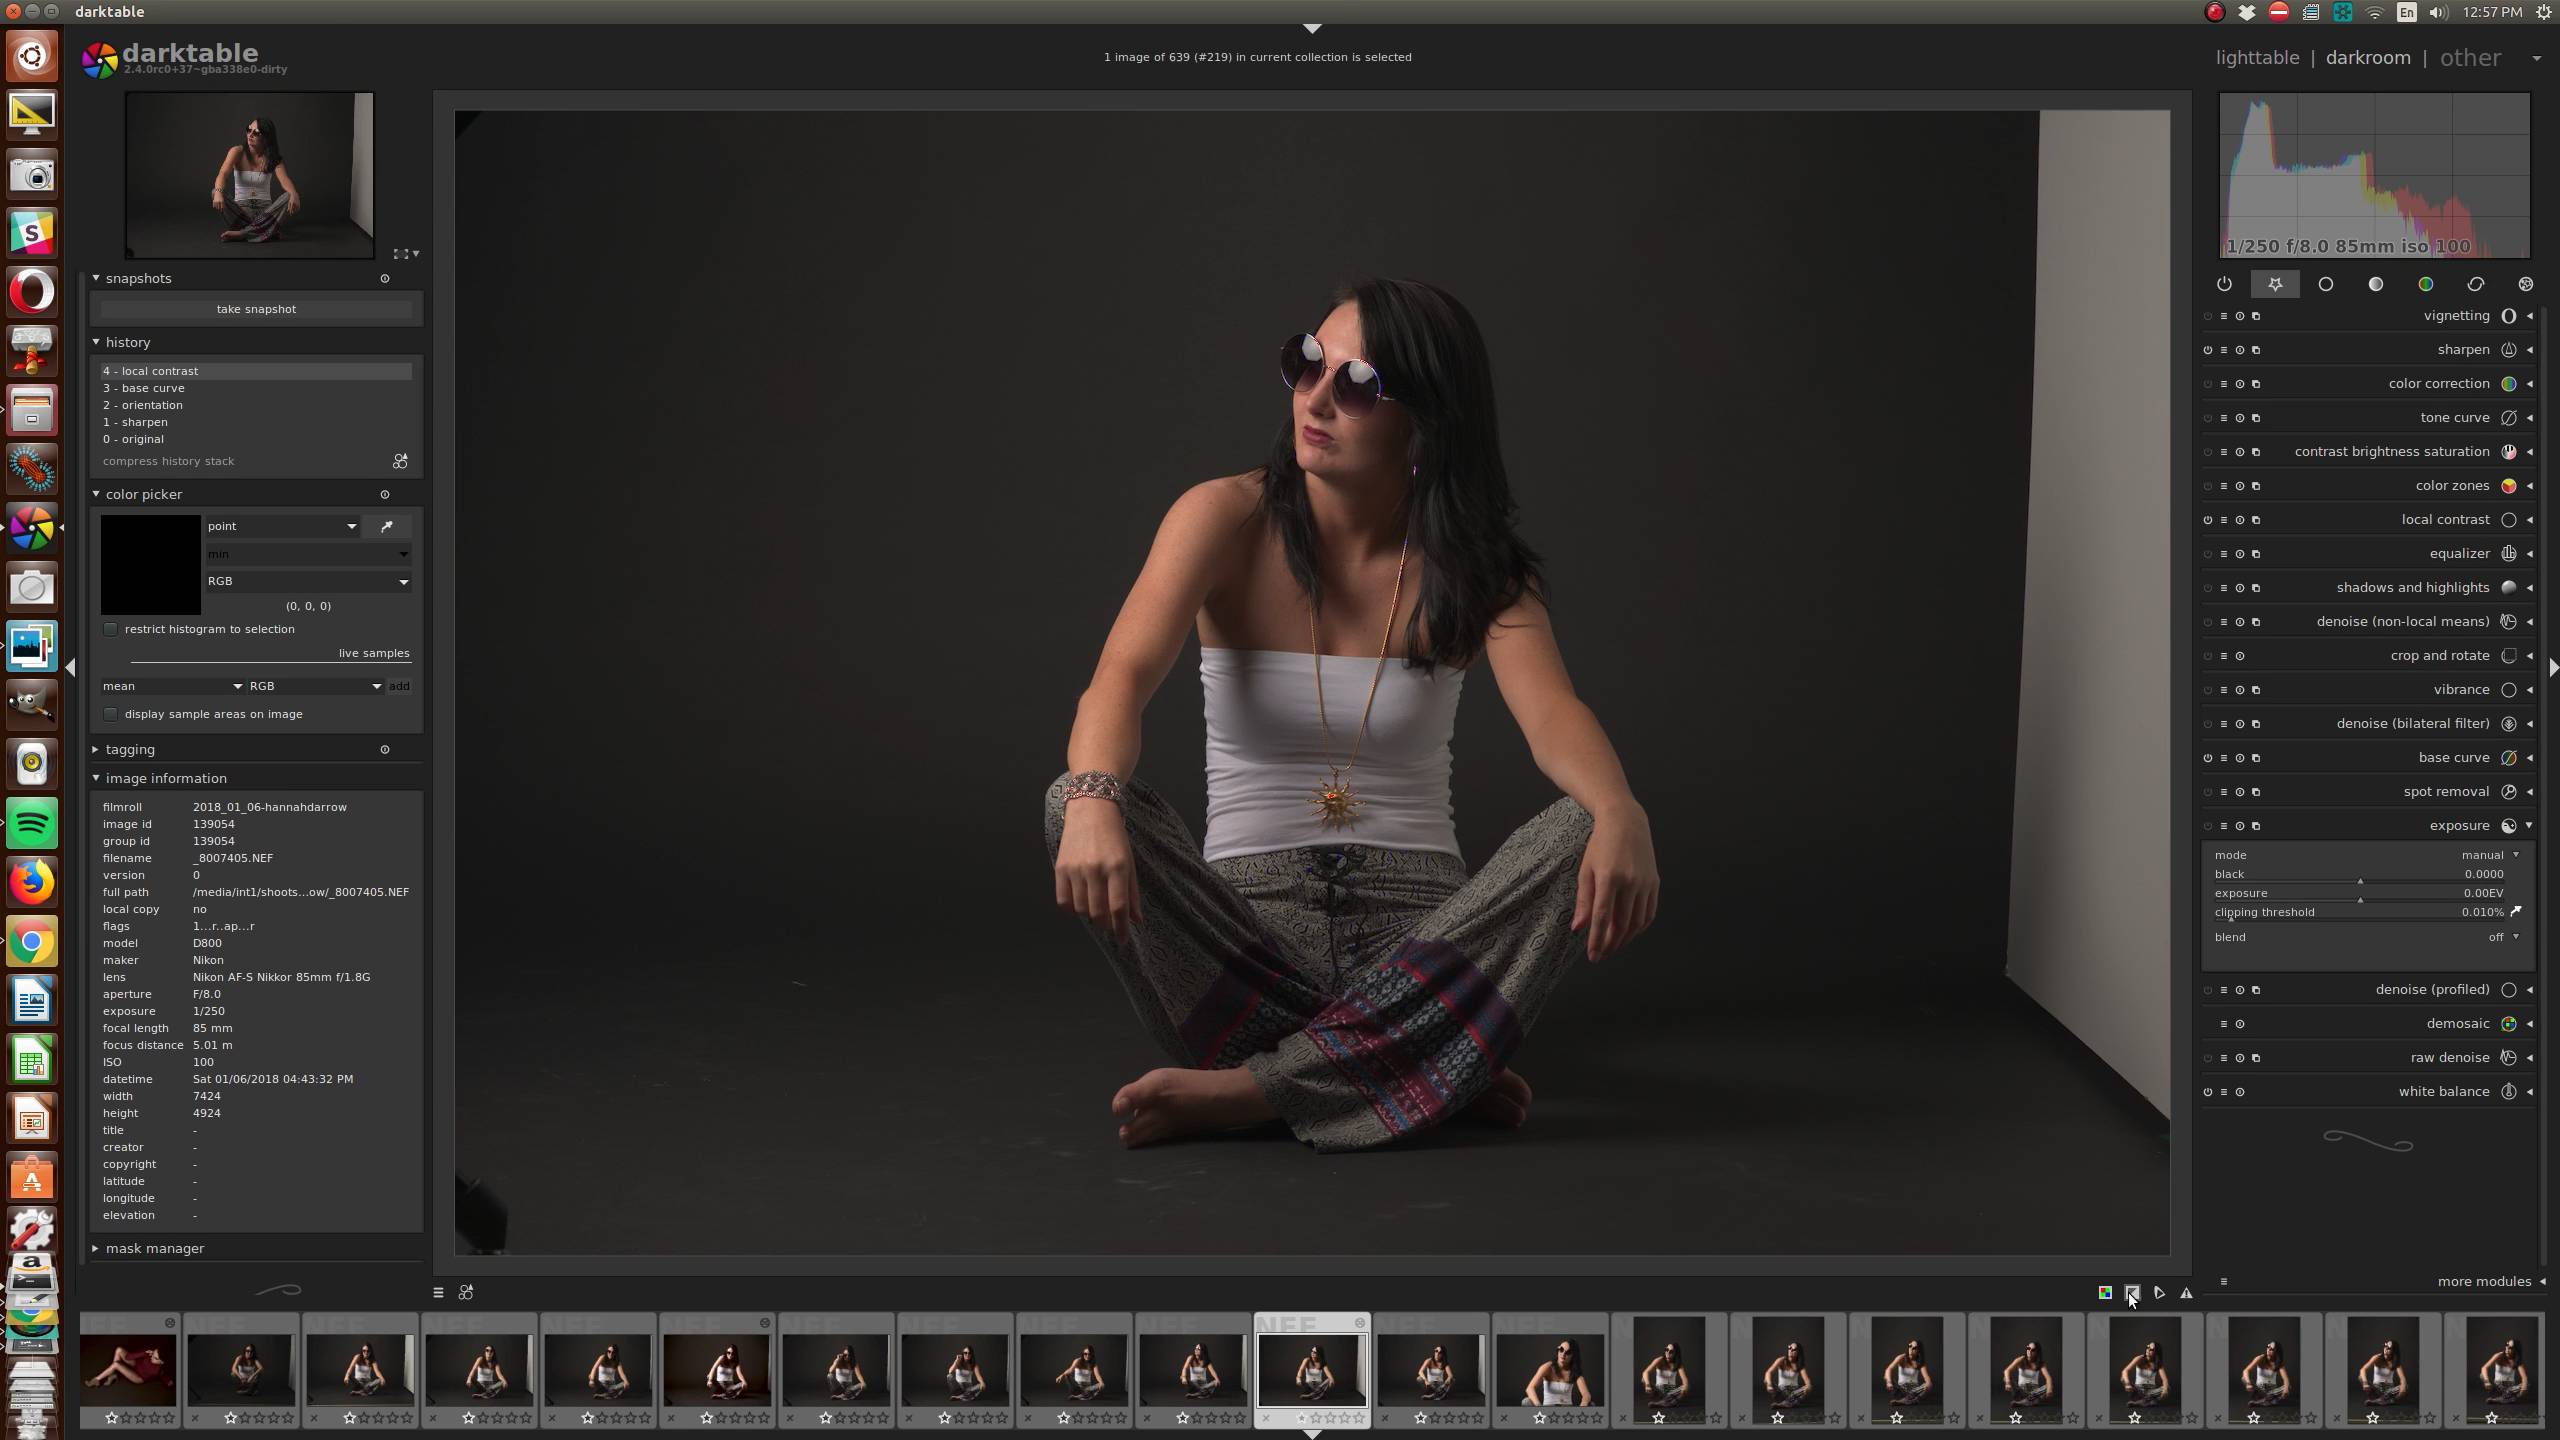 darktable
En
12:57 PM
darktable
2.4.0rc0+37~gba338e0-dirty
1 image of 639 (#219) in current collection is selected
lighttable | darkroom | other
1/250 f/8.0 85mm iso 100
snapshots
take snapshot
history
4 - local contrast
3 - base curve
2 - orientation
1 - sharpen
0 - original
compress history stack
color picker
point
min
RGB
(0, 0, 0)
restrict histogram to selection
live samples
mean RGB add
display sample areas on image
tagging
image information
filmroll 2018_01_06-hannahdarrow
image id 139054
group id 139054
filename _8007405.NEF
version 0
full path /media/int1/shoots...ow/_8007405.NEF
local copy no
flags 1...r..ap...r
model D800
maker Nikon
lens Nikon AF-S Nikkor 85mm f/1.8G
aperture F/8.0
exposure 1/250
focal length 85 mm
focus distance 5.01 m
ISO 100
datetime Sat 01/06/2018 04:43:32 PM
width 7424
height 4924
title -
creator -
copyright -
latitude -
longitude -
elevation -
mask manager
vignetting
sharpen
color correction
tone curve
contrast brightness saturation
color zones
local contrast
equalizer
shadows and highlights
denoise (non-local means)
crop and rotate
vibrance
denoise (bilateral filter)
base curve
spot removal
exposure
mode manual
black 0.0000
exposure 0.00EV
clipping threshold 0.010%
blend off
denoise (profiled)
demosaic
raw denoise
white balance
more modules
NEF